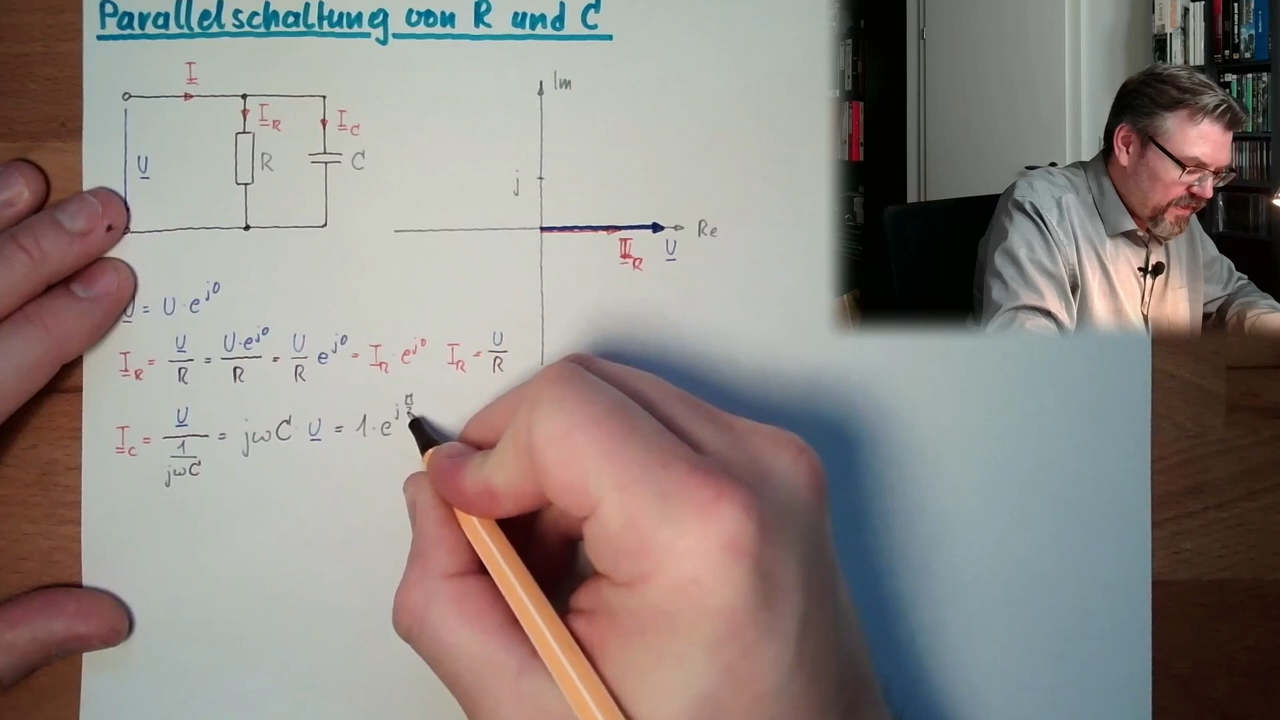 Parallelschaltung von R und C
I
I_R
I_C
U
R
C
Im
j
Re
I_R U
U = U · e^{j0}
I_R = U/R = U·e^{j0}/R = U/R e^{j0} = I_R · e^{j0} I_R = U/R
I_C = U/(1/jωC) = jωC · U = 1 · e^{j π/2}